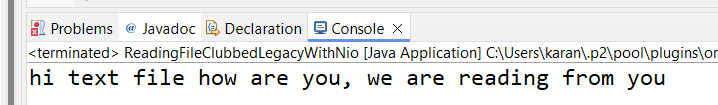 Problems @ Javadoc Declaration Console
<terminated> ReadingFileClubbedLegacyWithNio [Java Application] C:\Users\karan\.p2\pool\plugins\or
hi text file how are you, we are reading from you